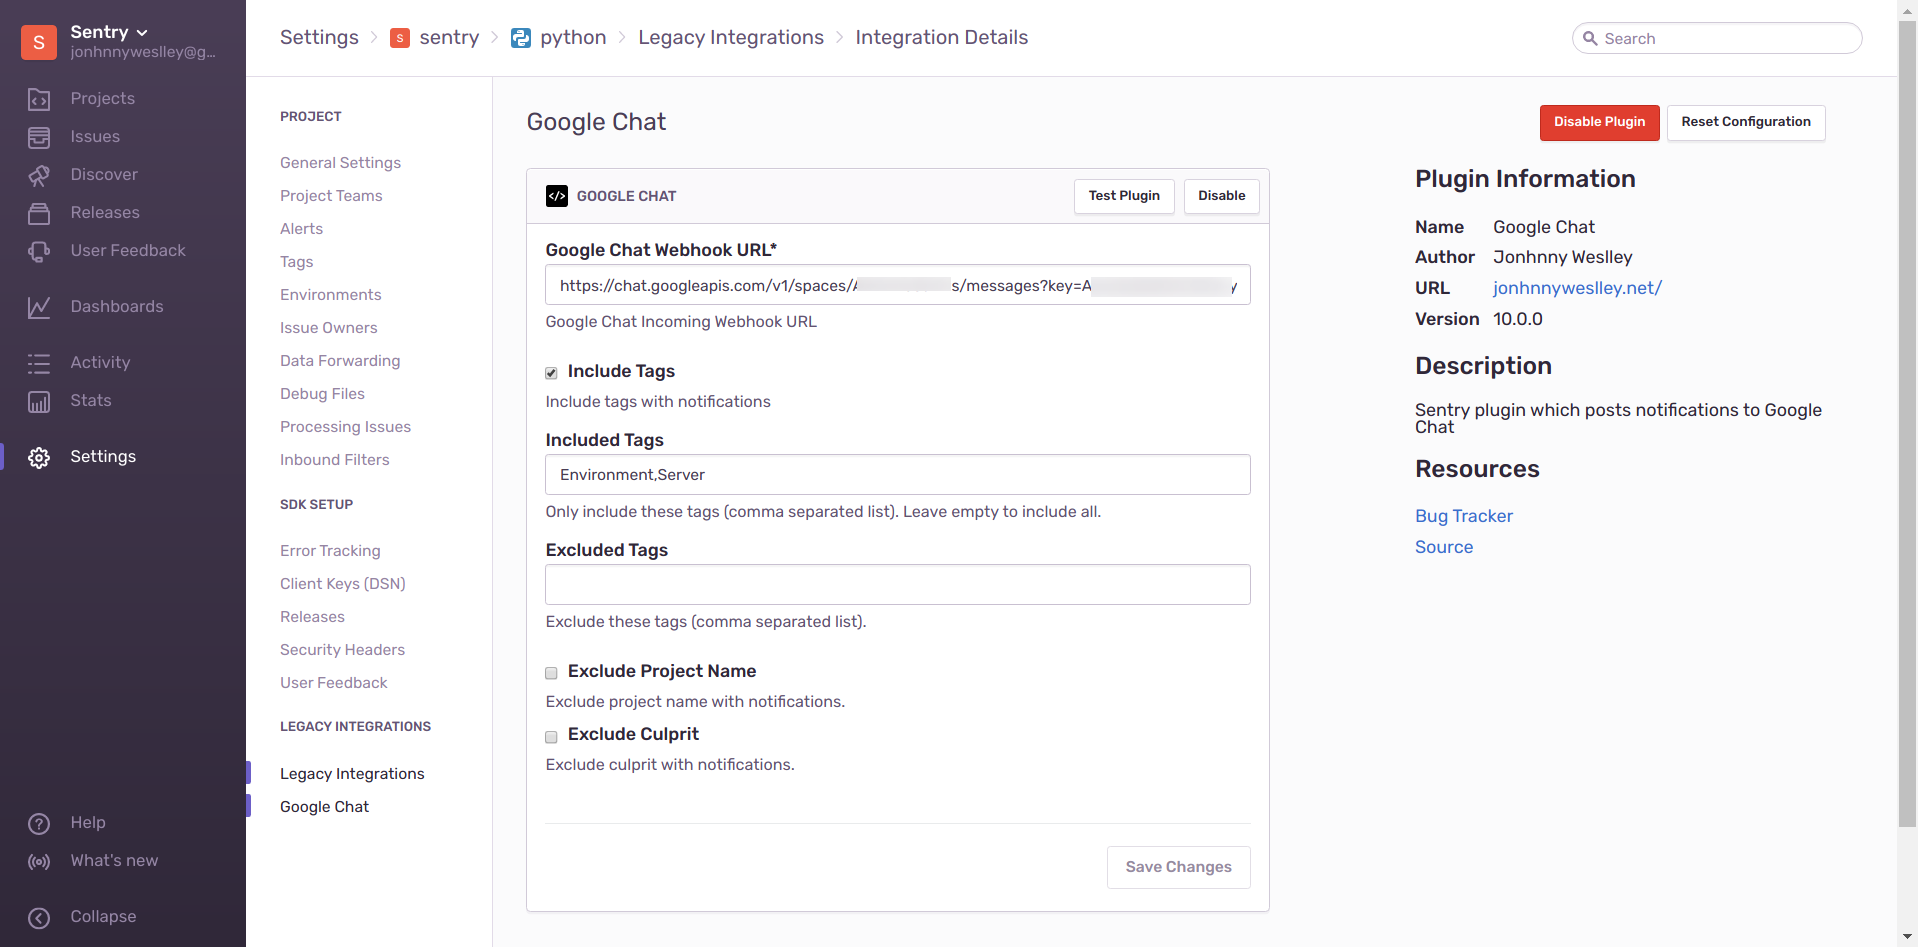 S
Sentry
jonhnnyweslley@g...
Projects
Issues
Discover
Releases
User Feedback
Dashboards
Activity
Stats
Settings
Help
What's new
Collapse
Settings > S sentry > python > Legacy Integrations > Integration Details
Search
PROJECT
General Settings
Project Teams
Alerts
Tags
Environments
Issue Owners
Data Forwarding
Debug Files
Processing Issues
Inbound Filters
SDK SETUP
Error Tracking
Client Keys (DSN)
Releases
Security Headers
User Feedback
LEGACY INTEGRATIONS
Legacy Integrations
Google Chat
Google Chat
Disable Plugin
Reset Configuration
</> GOOGLE CHAT
Test Plugin
Disable
Google Chat Webhook URL*
https://chat.googleapis.com/v1/spaces/ s/messages?key=A y
Google Chat Incoming Webhook URL
Include Tags
Include tags with notifications
Included Tags
Environment,Server
Only include these tags (comma separated list). Leave empty to include all.
Excluded Tags
Exclude these tags (comma separated list).
Exclude Project Name
Exclude project name with notifications.
Exclude Culprit
Exclude culprit with notifications.
Save Changes
Plugin Information
Name Google Chat
Author Jonhnny Weslley
URL jonhnnyweslley.net/
Version 10.0.0
Description
Sentry plugin which posts notifications to Google
Chat
Resources
Bug Tracker
Source